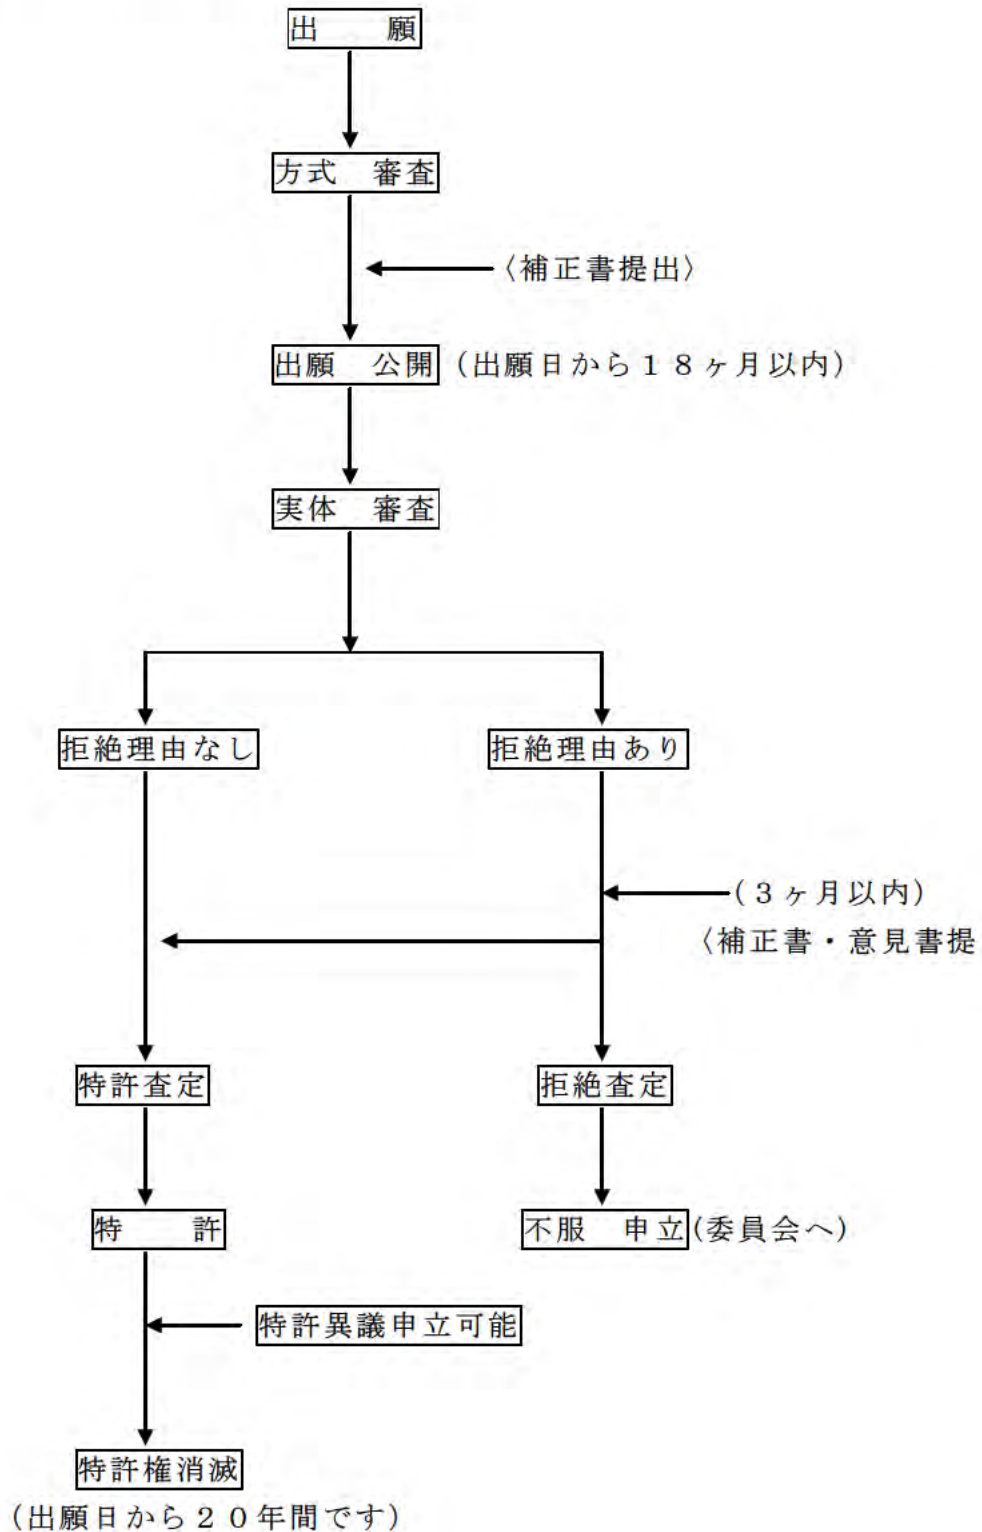 出　　願
方式　審査
〈補正書提出〉
出願　公開(出願日から１８ヶ月以内)
実体　審査
拒絶理由なし
拒絶理由あり
(３ヶ月以内)
〈補正書・意見書提
特許査定
拒絶査定
特　　許
不服　申立(委員会へ)
特許異議申立可能
特許権消滅
(出願日から２０年間です)